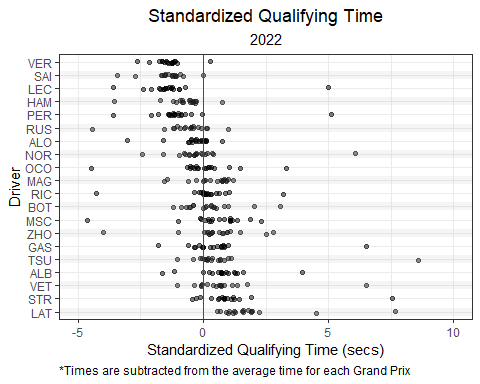 Standardized Qualifying Time
2022
Driver
VER
SAI
LEC
HAM
PER
RUS
ALO
NOR
OCO
MAG
RIC
BOT
MSC
ZHO
GAS
TSU
ALB
VET
STR
LAT
-5 0 5 10
Standardized Qualifying Time (secs)
*Times are subtracted from the average time for each Grand Prix